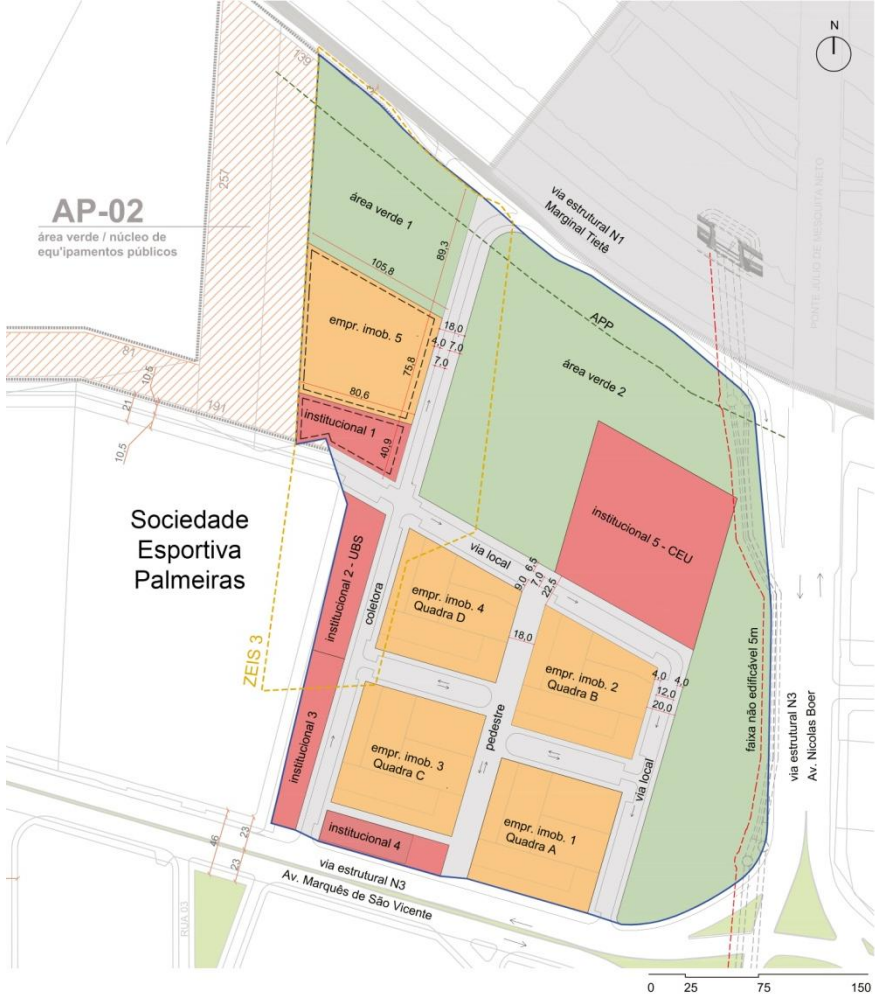 N
139
3
257
AP-02
área verde / núcleo de
equ'ipamentos públicos
via estrutural N1
Marginal Tietê
PONTE JÚLIO DE MESQUITA NETO
área verde 1
89,3
105,8
APP
empr. imob. 5
18,0
4,0 7,0
7,0
75,8
80,6
área verde 2
81
10,5
21
191
10,5
institucional 1
40,9
institucional 5 - CEU
Sociedade
Esportiva
Palmeiras
institucional 2 - UBS
coletora
via local
9,0 6,5
7,0
22,5
empr. imob. 4
Quadra D
18,0
empr. imob. 2
Quadra B
4,0 4,0
12,0
20,0
ZEIS 3
faixa não edificável 5m
via estrutural N3
Av. Nicolas Boer
institucional 3
empr. imob. 3
Quadra C
pedestre
via local
empr. imob. 1
Quadra A
institucional 4
46
23
23
via estrutural N3
Av. Marquês de São Vicente
RUA 03
0 25 75 150